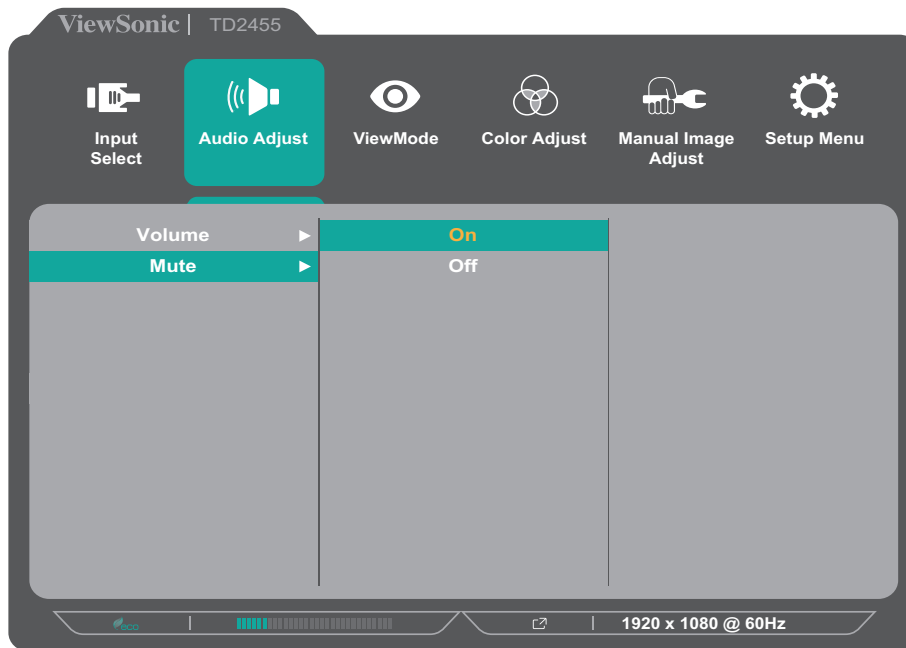 ViewSonic | TD2455
Input Select
Audio Adjust
ViewMode
Color Adjust
Manual Image Adjust
Setup Menu
Volume
On
Mute
Off
eco
1920 x 1080 @ 60Hz